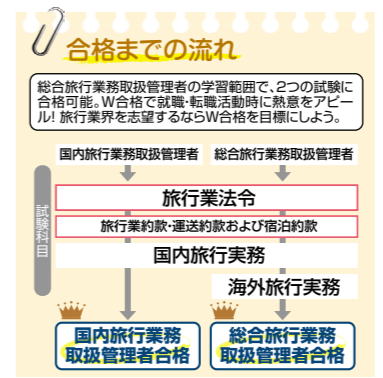 合格までの流れ
総合旅行業務取扱管理者の学習範囲で、2つの試験に
合格可能。W合格で就職・転職活動時に熱意をアピー
ル! 旅行業界を志望するならW合格を目標にしよう。
国内旅行業務取扱管理者 総合旅行業務取扱管理者
試験科目
旅行業法令
旅行業約款・運送約款および宿泊約款
国内旅行実務
海外旅行実務
国内旅行業務
取扱管理者合格
総合旅行業務
取扱管理者合格